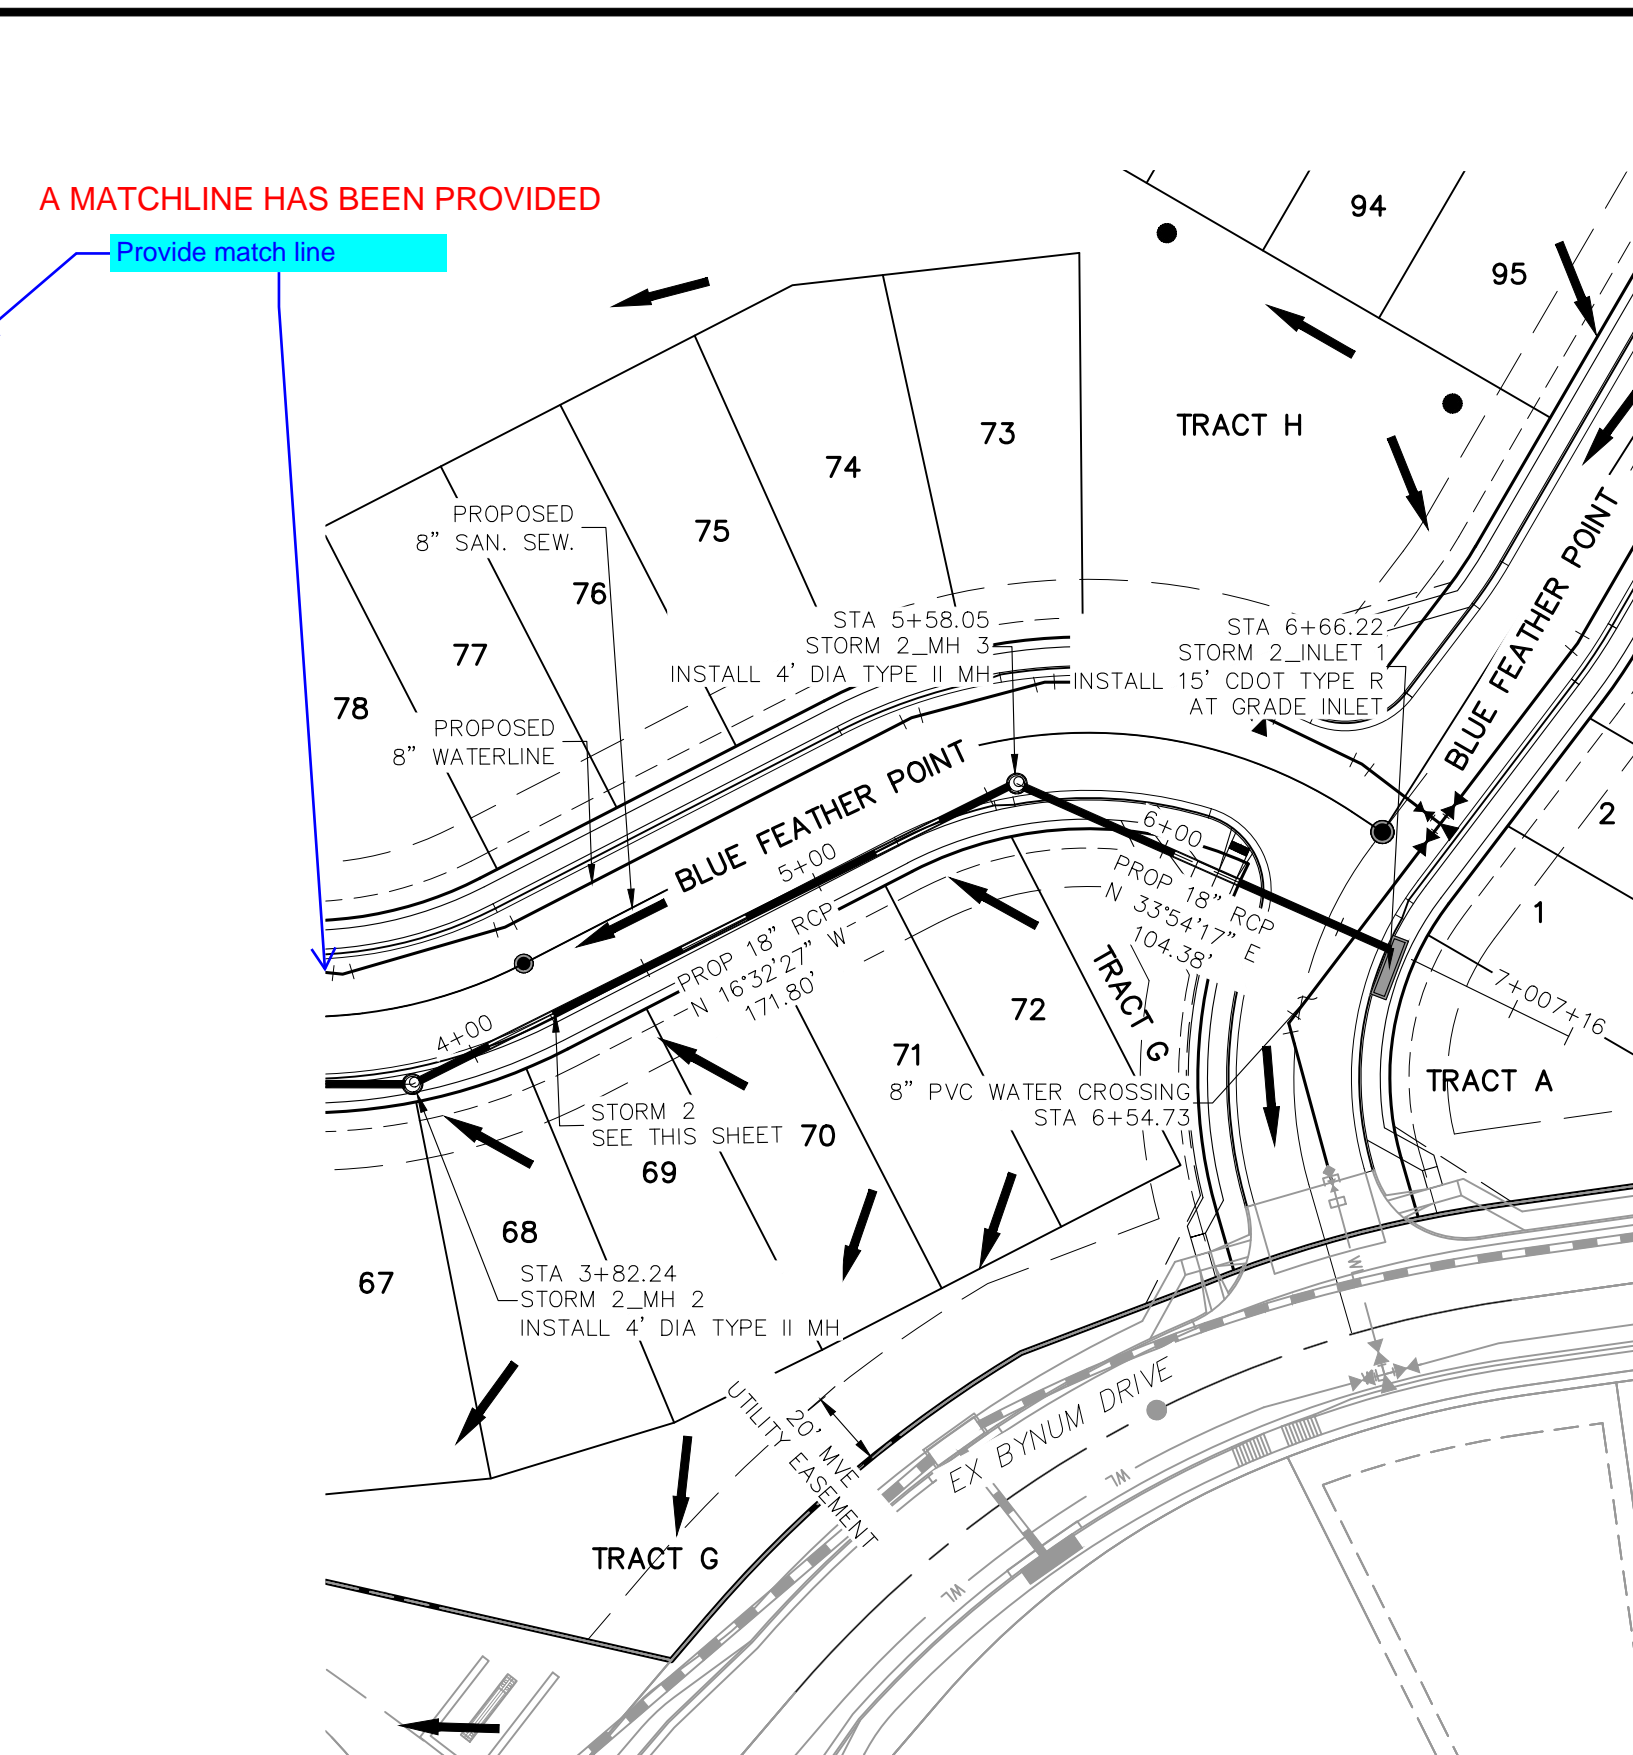 A MATCHLINE HAS BEEN PROVIDED
Provide match line
94
95
TRACT H
73
74
75
76
77
78
PROPOSED
8" SAN. SEW.
PROPOSED
8" WATERLINE
STA 5+58.05
STORM 2_MH 3
INSTALL 4' DIA TYPE II MH
STA 6+66.22
STORM 2_INLET 1
INSTALL 15' CDOT TYPE R
AT GRADE INLET
BLUE FEATHER POINT
BLUE FEATHER POINT
2
1
4+00
5+00
6+00
7+007+16
PROP 18" RCP
N 16°32'27" W
171.80'
PROP 18" RCP
N 33°54'17" E
104.38'
TRACT G
72
71
70
69
68
67
8" PVC WATER CROSSING
STA 6+54.73
TRACT A
STORM 2
SEE THIS SHEET
STA 3+82.24
STORM 2_MH 2
INSTALL 4' DIA TYPE II MH
20' MVE
UTILITY EASEMENT
EX BYNUM DRIVE
TRACT G
W
WL
WL